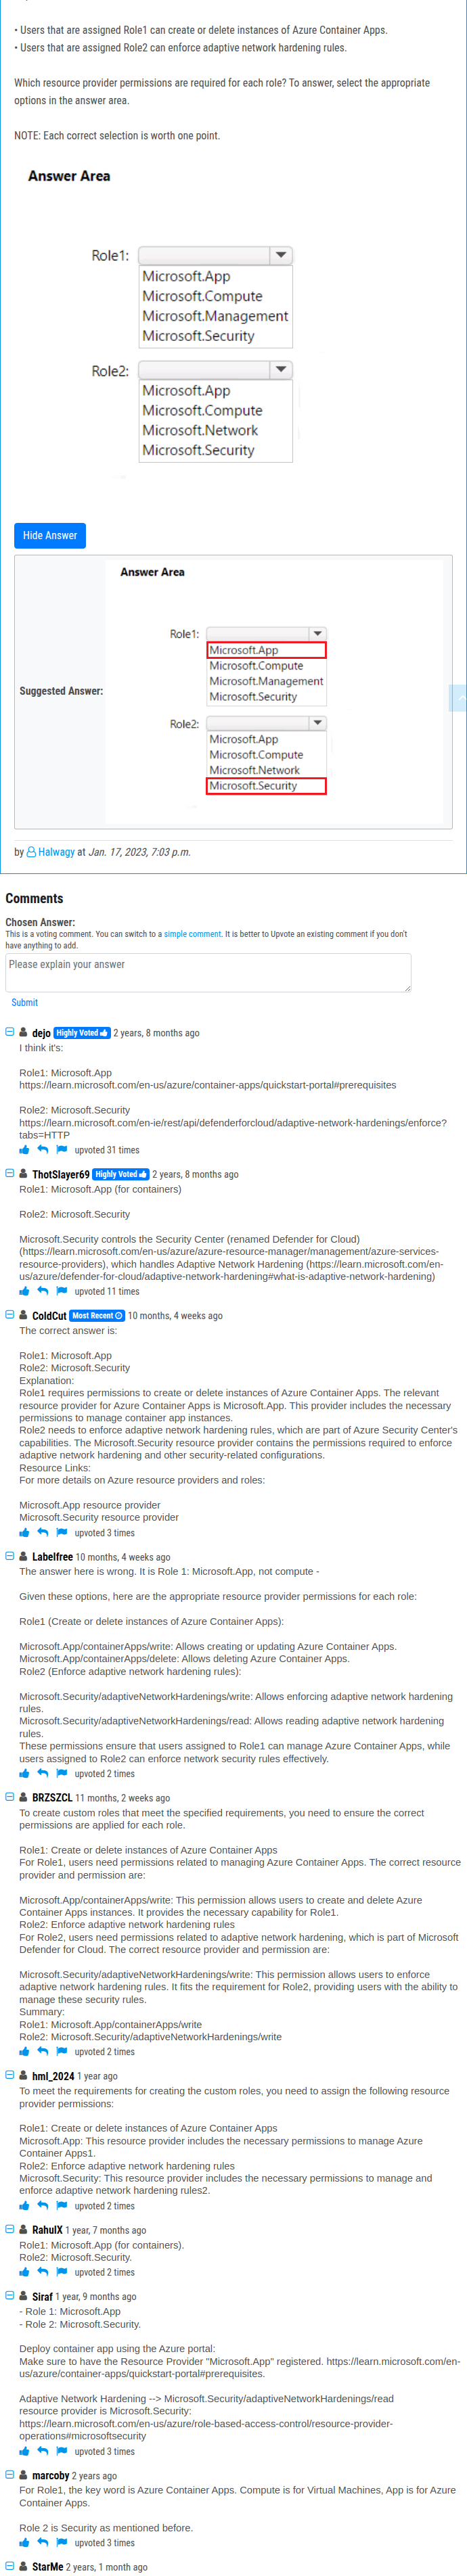 • Users that are assigned Role1 can create or delete instances of Azure Container Apps.
• Users that are assigned Role2 can enforce adaptive network hardening rules.
Which resource provider permissions are required for each role? To answer, select the appropriate
options in the answer area.
NOTE: Each correct selection is worth one point.
Answer Area
Role1:
Microsoft.App
Microsoft.Compute
Microsoft.Management
Microsoft.Security
Role2:
Microsoft.App
Microsoft.Compute
Microsoft.Network
Microsoft.Security
Hide Answer
Suggested Answer:
Answer Area
Role1:
Microsoft.App
Microsoft.Compute
Microsoft.Management
Microsoft.Security
Role2:
Microsoft.App
Microsoft.Compute
Microsoft.Network
Microsoft.Security
by Halwagy at Jan. 17, 2023, 7:03 p.m.
Comments
Chosen Answer:
This is a voting comment. You can switch to a simple comment. It is better to Upvote an existing comment if you don't
have anything to add.
Please explain your answer
Submit
dejo Highly Voted 2 years, 8 months ago
I think it's:
Role1: Microsoft.App
https://learn.microsoft.com/en-us/azure/container-apps/quickstart-portal#prerequisites
Role2: Microsoft.Security
https://learn.microsoft.com/en-ie/rest/api/defenderforcloud/adaptive-network-hardenings/enforce?
tabs=HTTP
upvoted 31 times
ThotSlayer69 Highly Voted 2 years, 8 months ago
Role1: Microsoft.App (for containers)
Role2: Microsoft.Security
Microsoft.Security controls the Security Center (renamed Defender for Cloud)
(https://learn.microsoft.com/en-us/azure/azure-resource-manager/management/azure-services-
resource-providers), which handles Adaptive Network Hardening (https://learn.microsoft.com/en-
us/azure/defender-for-cloud/adaptive-network-hardening#what-is-adaptive-network-hardening)
upvoted 11 times
ColdCut Most Recent 10 months, 4 weeks ago
The correct answer is:
Role1: Microsoft.App
Role2: Microsoft.Security
Explanation:
Role1 requires permissions to create or delete instances of Azure Container Apps. The relevant
resource provider for Azure Container Apps is Microsoft.App. This provider includes the necessary
permissions to manage container app instances.
Role2 needs to enforce adaptive network hardening rules, which are part of Azure Security Center's
capabilities. The Microsoft.Security resource provider contains the permissions required to enforce
adaptive network hardening and other security-related configurations.
Resource Links:
For more details on Azure resource providers and roles:
Microsoft.App resource provider
Microsoft.Security resource provider
upvoted 3 times
Labelfree 10 months, 4 weeks ago
The answer here is wrong. It is Role 1: Microsoft.App, not compute -
Given these options, here are the appropriate resource provider permissions for each role:
Role1 (Create or delete instances of Azure Container Apps):
Microsoft.App/containerApps/write: Allows creating or updating Azure Container Apps.
Microsoft.App/containerApps/delete: Allows deleting Azure Container Apps.
Role2 (Enforce adaptive network hardening rules):
Microsoft.Security/adaptiveNetworkHardenings/write: Allows enforcing adaptive network hardening
rules.
Microsoft.Security/adaptiveNetworkHardenings/read: Allows reading adaptive network hardening
rules.
These permissions ensure that users assigned to Role1 can manage Azure Container Apps, while
users assigned to Role2 can enforce network security rules effectively.
upvoted 2 times
BRZSZCL 11 months, 2 weeks ago
To create custom roles that meet the specified requirements, you need to ensure the correct
permissions are applied for each role.
Role1: Create or delete instances of Azure Container Apps
For Role1, users need permissions related to managing Azure Container Apps. The correct resource
provider and permission are:
Microsoft.App/containerApps/write: This permission allows users to create and delete Azure
Container Apps instances. It provides the necessary capability for Role1.
Role2: Enforce adaptive network hardening rules
For Role2, users need permissions related to adaptive network hardening, which is part of Microsoft
Defender for Cloud. The correct resource provider and permission are:
Microsoft.Security/adaptiveNetworkHardenings/write: This permission allows users to enforce
adaptive network hardening rules. It fits the requirement for Role2, providing users with the ability to
manage these security rules.
Summary:
Role1: Microsoft.App/containerApps/write
Role2: Microsoft.Security/adaptiveNetworkHardenings/write
upvoted 2 times
hml_2024 1 year ago
To meet the requirements for creating the custom roles, you need to assign the following resource
provider permissions:
Role1: Create or delete instances of Azure Container Apps
Microsoft.App: This resource provider includes the necessary permissions to manage Azure
Container Apps1.
Role2: Enforce adaptive network hardening rules
Microsoft.Security: This resource provider includes the necessary permissions to manage and
enforce adaptive network hardening rules2.
upvoted 2 times
RahulX 1 year, 7 months ago
Role1: Microsoft.App (for containers).
Role2: Microsoft.Security.
upvoted 2 times
Siraf 1 year, 9 months ago
- Role 1: Microsoft.App
- Role 2: Microsoft.Security.
Deploy container app using the Azure portal:
Make sure to have the Resource Provider "Microsoft.App" registered. https://learn.microsoft.com/en-
us/azure/container-apps/quickstart-portal#prerequisites.
Adaptive Network Hardening --> Microsoft.Security/adaptiveNetworkHardenings/read
resource provider is Microsoft.Security:
https://learn.microsoft.com/en-us/azure/role-based-access-control/resource-provider-
operations#microsoftsecurity
upvoted 3 times
marcoby 2 years ago
For Role1, the key word is Azure Container Apps. Compute is for Virtual Machines, App is for Azure
Container Apps.
Role 2 is Security as mentioned before.
upvoted 3 times
StarMe 2 years, 1 month ago